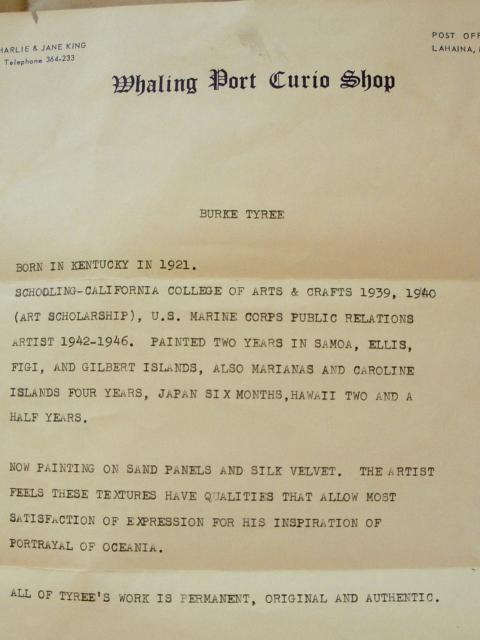 HARLIE & JANE KING
Telephone 364-233
POST OFF
LAHAINA,
Whaling Port Curio Shop
BURKE TYREE
BORN IN KENTUCKY IN 1921.
SCHOOLING-CALIFORNIA COLLEGE OF ARTS & CRAFTS 1939, 1940
(ART SCHOLARSHIP), U.S. MARINE CORPS PUBLIC RELATIONS
ARTIST 1942-1946. PAINTED TWO YEARS IN SAMOA, ELLIS,
FIGI, AND GILBERT ISLANDS, ALSO MARIANAS AND CAROLINE
ISLANDS FOUR YEARS, JAPAN SIX MONTHS,HAWAII TWO AND A
HALF YEARS.
NOW PAINTING ON SAND PANELS AND SILK VELVET. THE ARTIST
FEELS THESE TEXTURES HAVE QUALITIES THAT ALLOW MOST
SATISFACTION OF EXPRESSION FOR HIS INSPIRATION OF
PORTRAYAL OF OCEANIA.
ALL OF TYREE'S WORK IS PERMANENT, ORIGINAL AND AUTHENTIC.